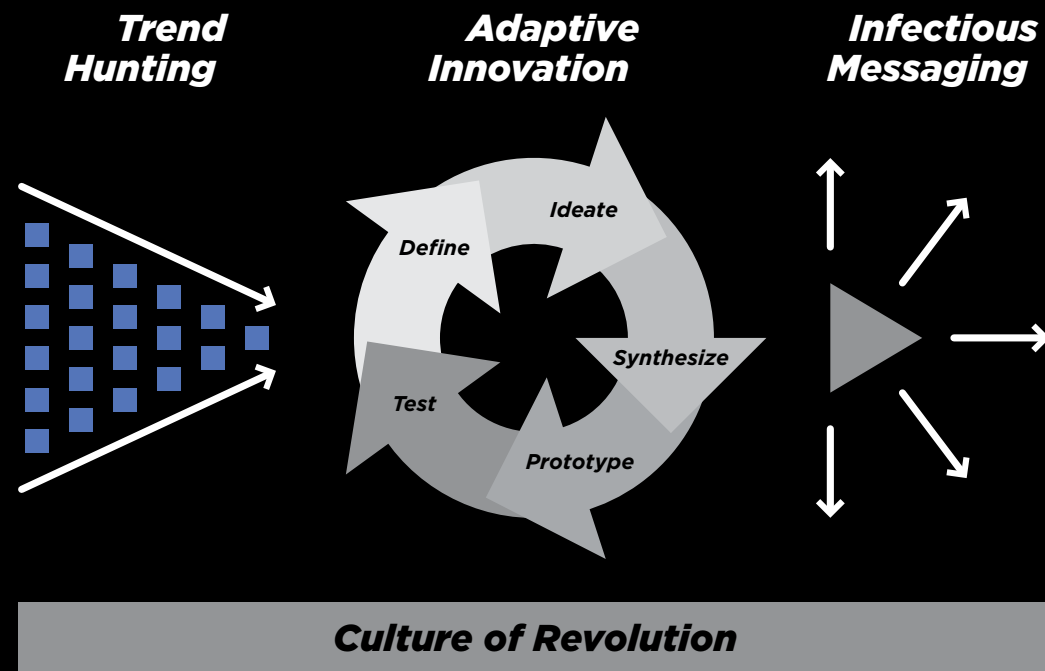 Trend
Hunting
Adaptive
Innovation
Infectious
Messaging
Define
Ideate
Synthesize
Prototype
Test
Culture of Revolution